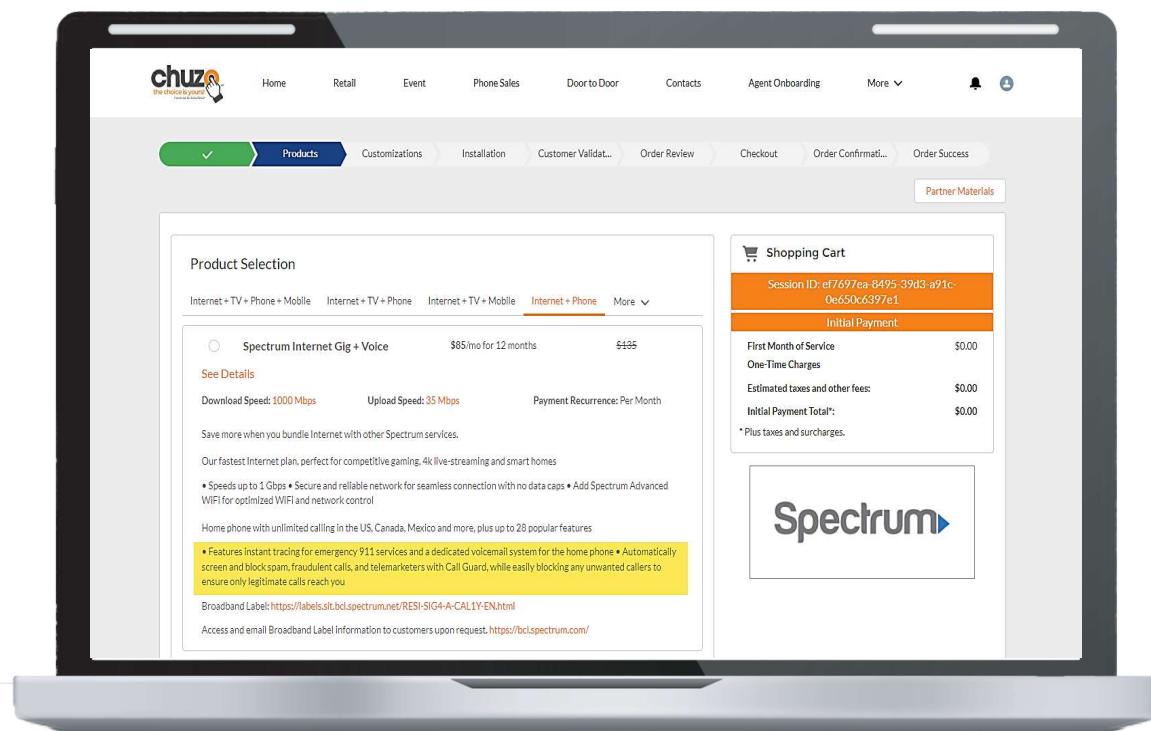 chuzo
the choice is yours!
Home Retail Event Phone Sales Door to Door Contacts Agent Onboarding More
Products Customizations Installation Customer Validat... Order Review Checkout Order Confirmati... Order Success
Partner Materials
Product Selection
Internet + TV + Phone + Mobile Internet + TV + Phone Internet + TV + Mobile Internet + Phone More
Spectrum Internet Gig + Voice $85/mo for 12 months $135
See Details
Download Speed: 1000 Mbps Upload Speed: 35 Mbps Payment Recurrence: Per Month
Save more when you bundle Internet with other Spectrum services.
Our fastest Internet plan, perfect for competitive gaming, 4k live-streaming and smart homes
• Speeds up to 1 Gbps • Secure and reliable network for seamless connection with no data caps • Add Spectrum Advanced
WiFi for optimized WiFi and network control
Home phone with unlimited calling in the US, Canada, Mexico and more, plus up to 28 popular features
• Features instant tracing for emergency 911 services and a dedicated voicemail system for the home phone • Automatically
screen and block spam, fraudulent calls, and telemarketers with Call Guard, while easily blocking any unwanted callers to
ensure only legitimate calls reach you
Broadband Label: https://labels.slt.bcl.spectrum.net/RESI-SIG4-A-CAL1Y-EN.html
Access and email Broadband Label information to customers upon request. https://bcl.spectrum.com/
Shopping Cart
Session ID: ef7697ea-8495-39d3-a91c-
0e650c6397e1
Initial Payment
First Month of Service $0.00
One-Time Charges
Estimated taxes and other fees: $0.00
Initial Payment Total*: $0.00
* Plus taxes and surcharges.
Spectrum